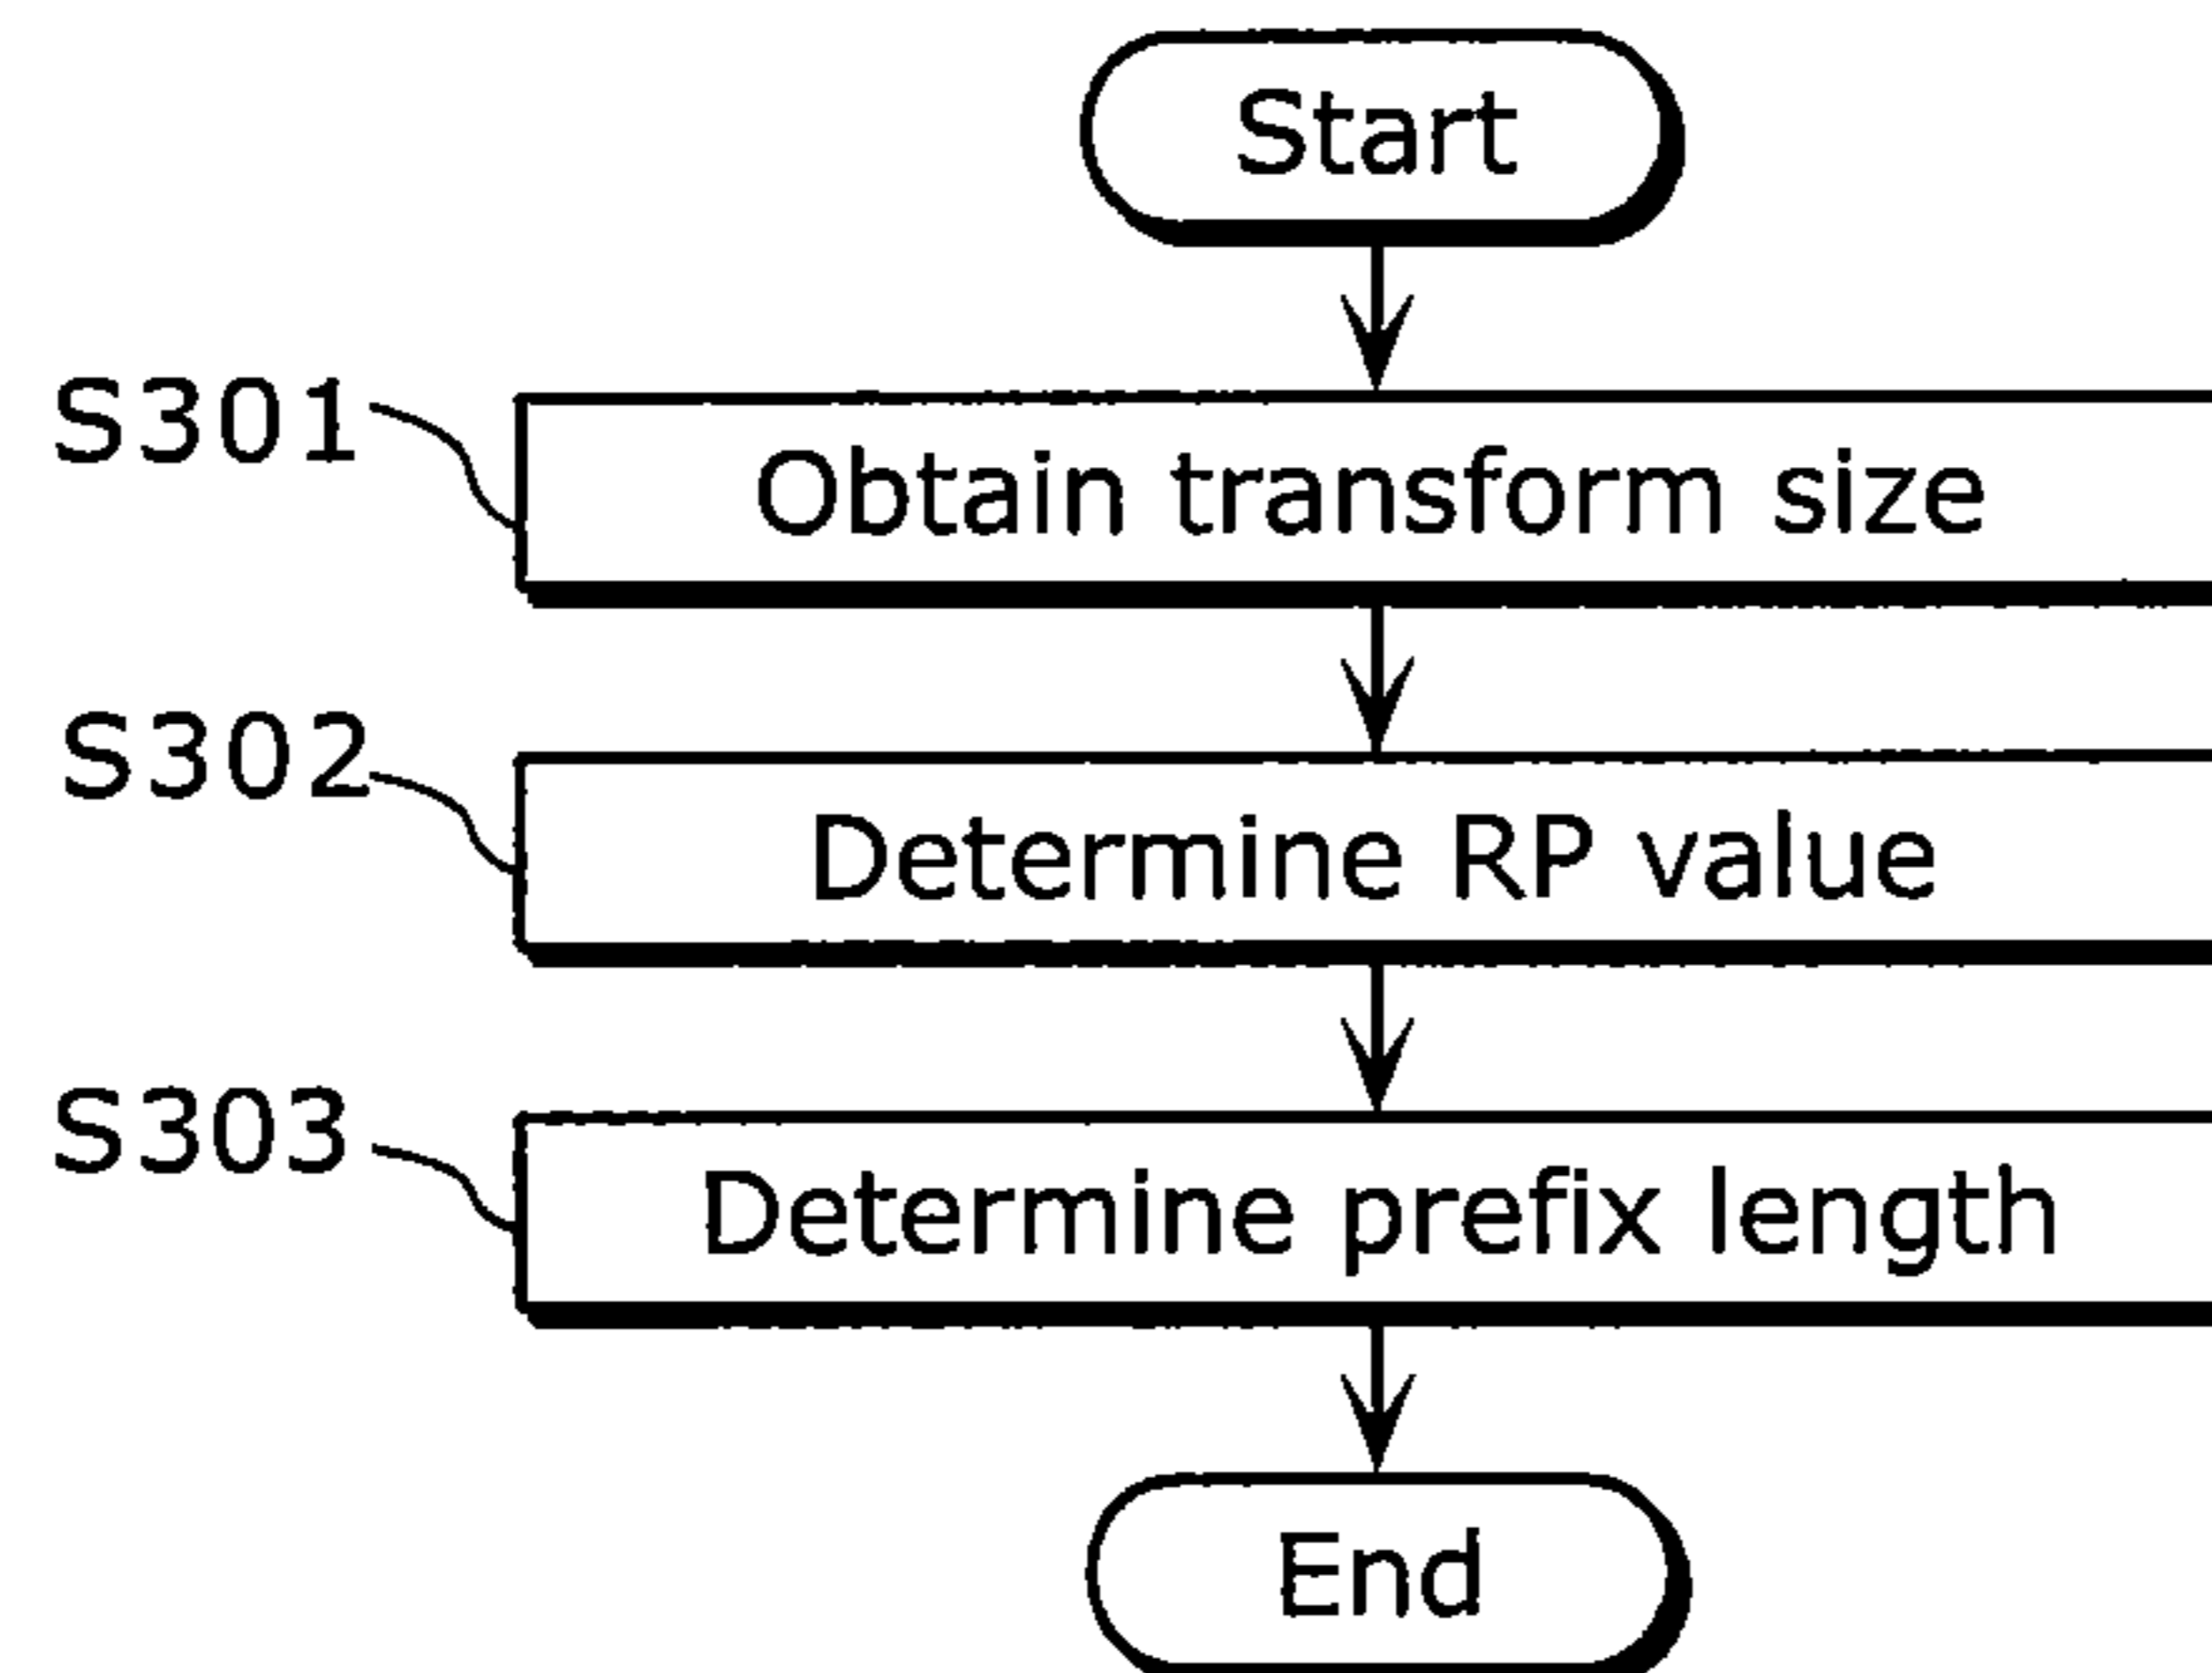 Start
S301
Obtain transform size
S302
Determine RP value
S303
Determine prefix length
End